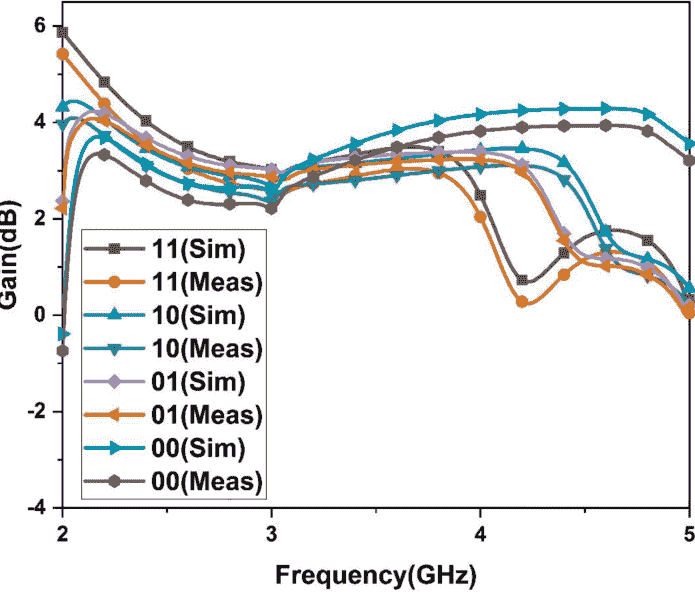 6
4
2
0
-2
-4
Gain(dB)
11(Sim)
11(Meas)
10(Sim)
10(Meas)
01(Sim)
01(Meas)
00(Sim)
00(Meas)
2 3 4 5
Frequency(GHz)